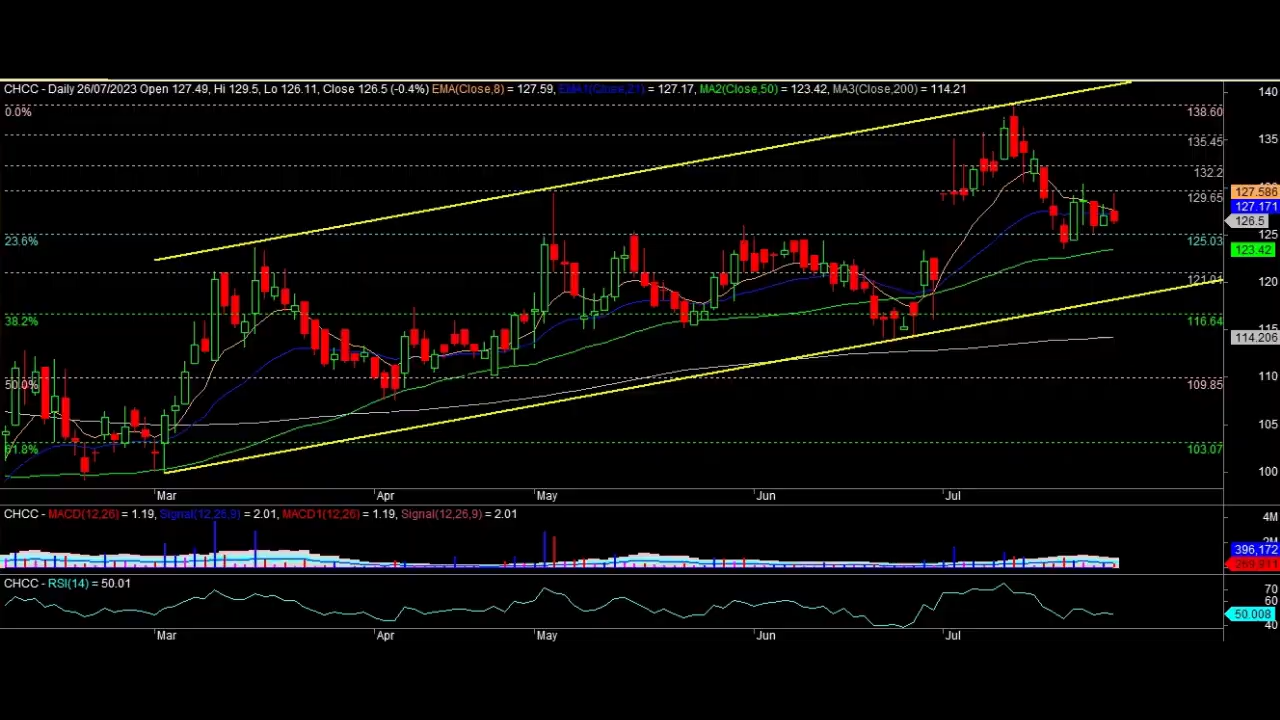 CHCC - Daily 26/07/2023 Open 127.49, Hi 129.5, Lo 126.11, Close 126.5 (-0.4%) EMA(Close,8) = 127.59, EMA1(Close,21) = 127.17, MA2(Close,50) = 123.42, MA3(Close,200) = 114.21
140
0.0%
138.60
135.45
135
132.2
127.586
129.65
127.171
126.5
125
23.6%
125.03
123.42
120
38.2%
116.64
115
114.206
110
50.0%
109.85
105
61.8%
103.07
100
Mar
Apr
May
Jun
Jul
CHCC - MACD(12,26) = 1.19, Signal(12,26,9) = 2.01, MACD1(12,26) = 1.19, Signal(12,26,9) = 2.01
4M
2M
396,172
CHCC - RSI(14) = 50.01
70
60
50.008
40
Mar
Apr
May
Jun
Jul